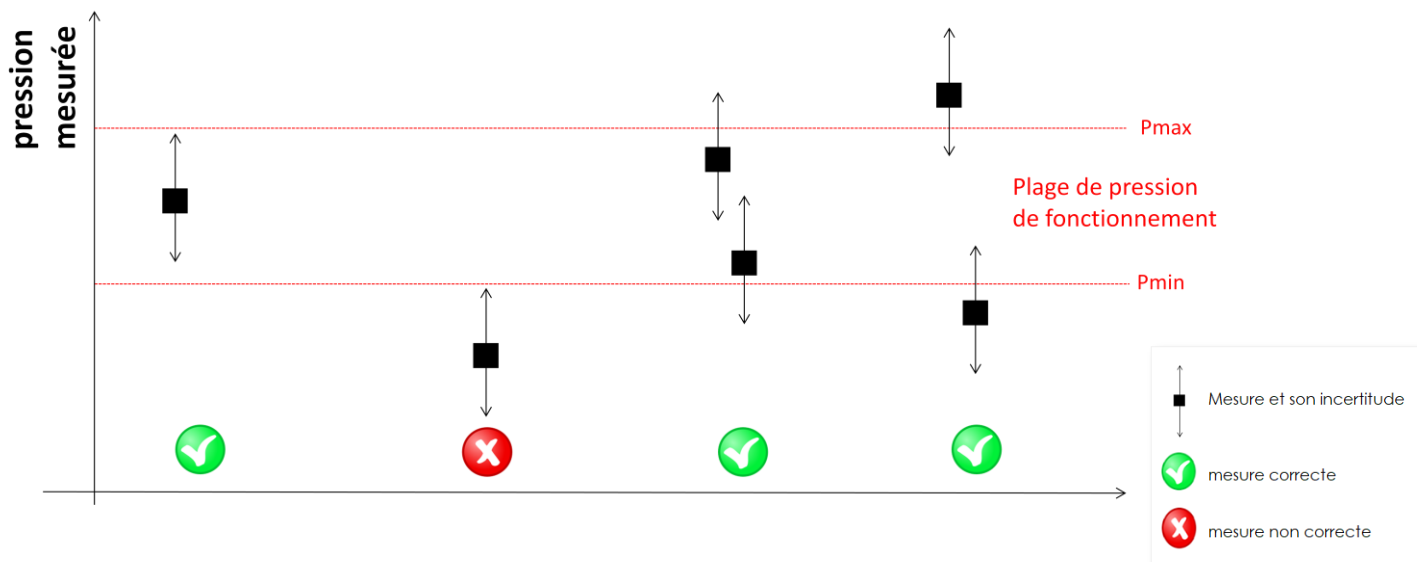 pression
mesurée
Pmax
Plage de pression
de fonctionnement
Pmin
Mesure et son incertitude
mesure correcte
mesure non correcte